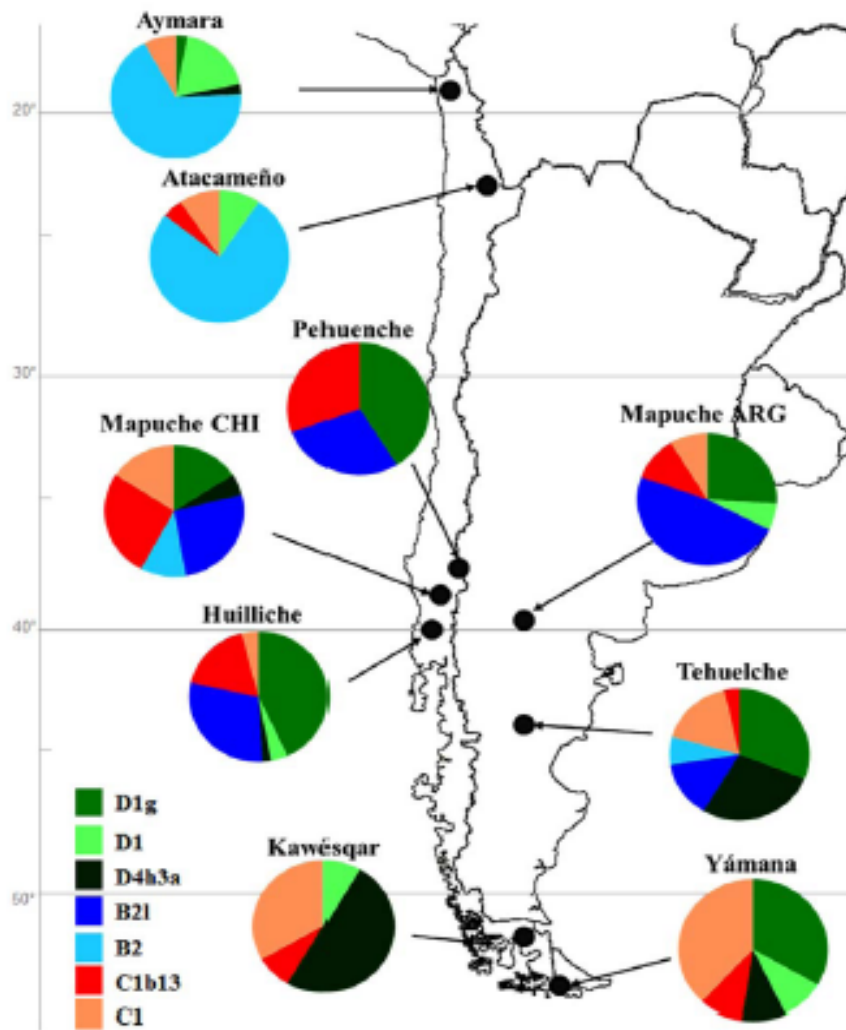 Aymara
20°
Atacameño
Pehuenche
30°
Mapuche CHI
Mapuche ARG
Huilliche
40°
Tehuelche
D1g
D1
D4h3a
B2l
B2
C1b13
C1
Kawésqar
Yámana
50°